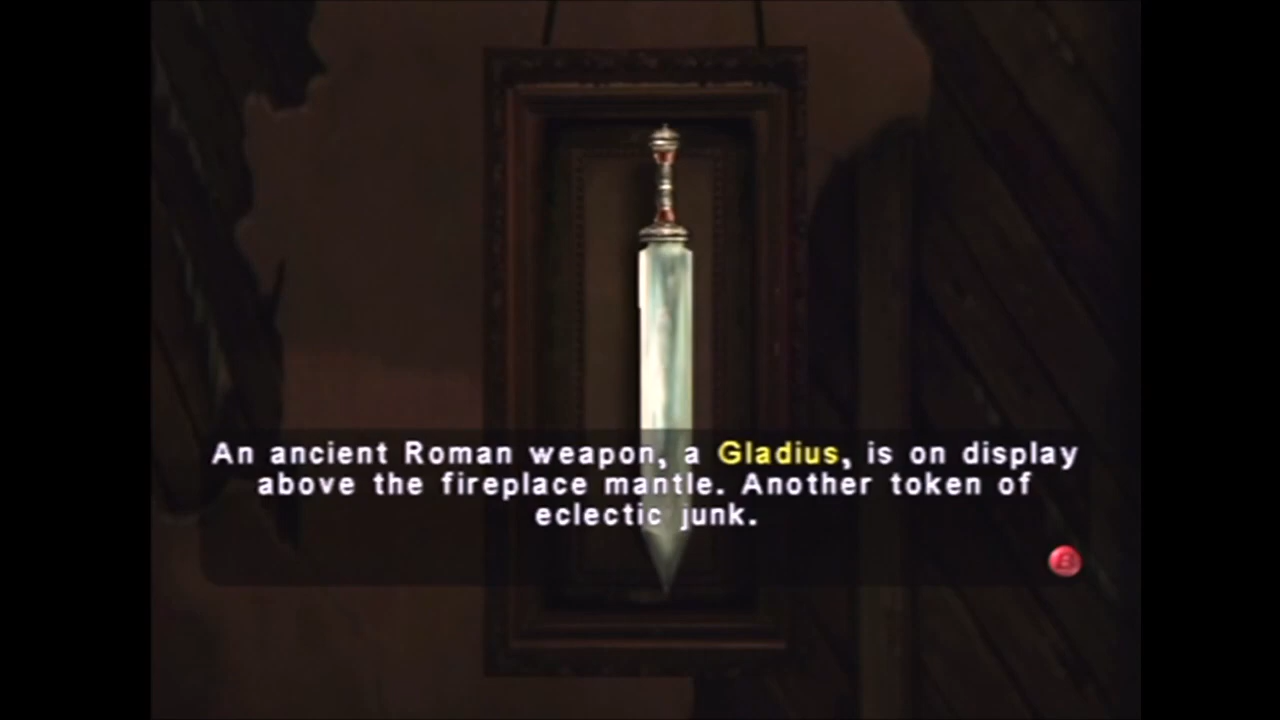 An ancient Roman weapon, a Gladius, is on display
above the fireplace mantle. Another token of
eclectic junk.
B